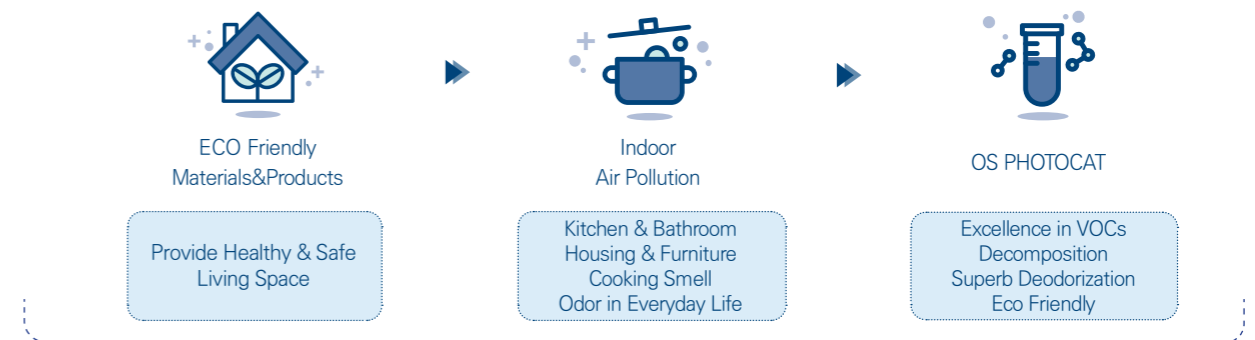 ECO Friendly
Materials&Products
Provide Healthy & Safe
Living Space
Indoor
Air Pollution
Kitchen & Bathroom
Housing & Furniture
Cooking Smell
Odor in Everyday Life
OS PHOTOCAT
Excellence in VOCs
Decomposition
Superb Deodorization
Eco Friendly